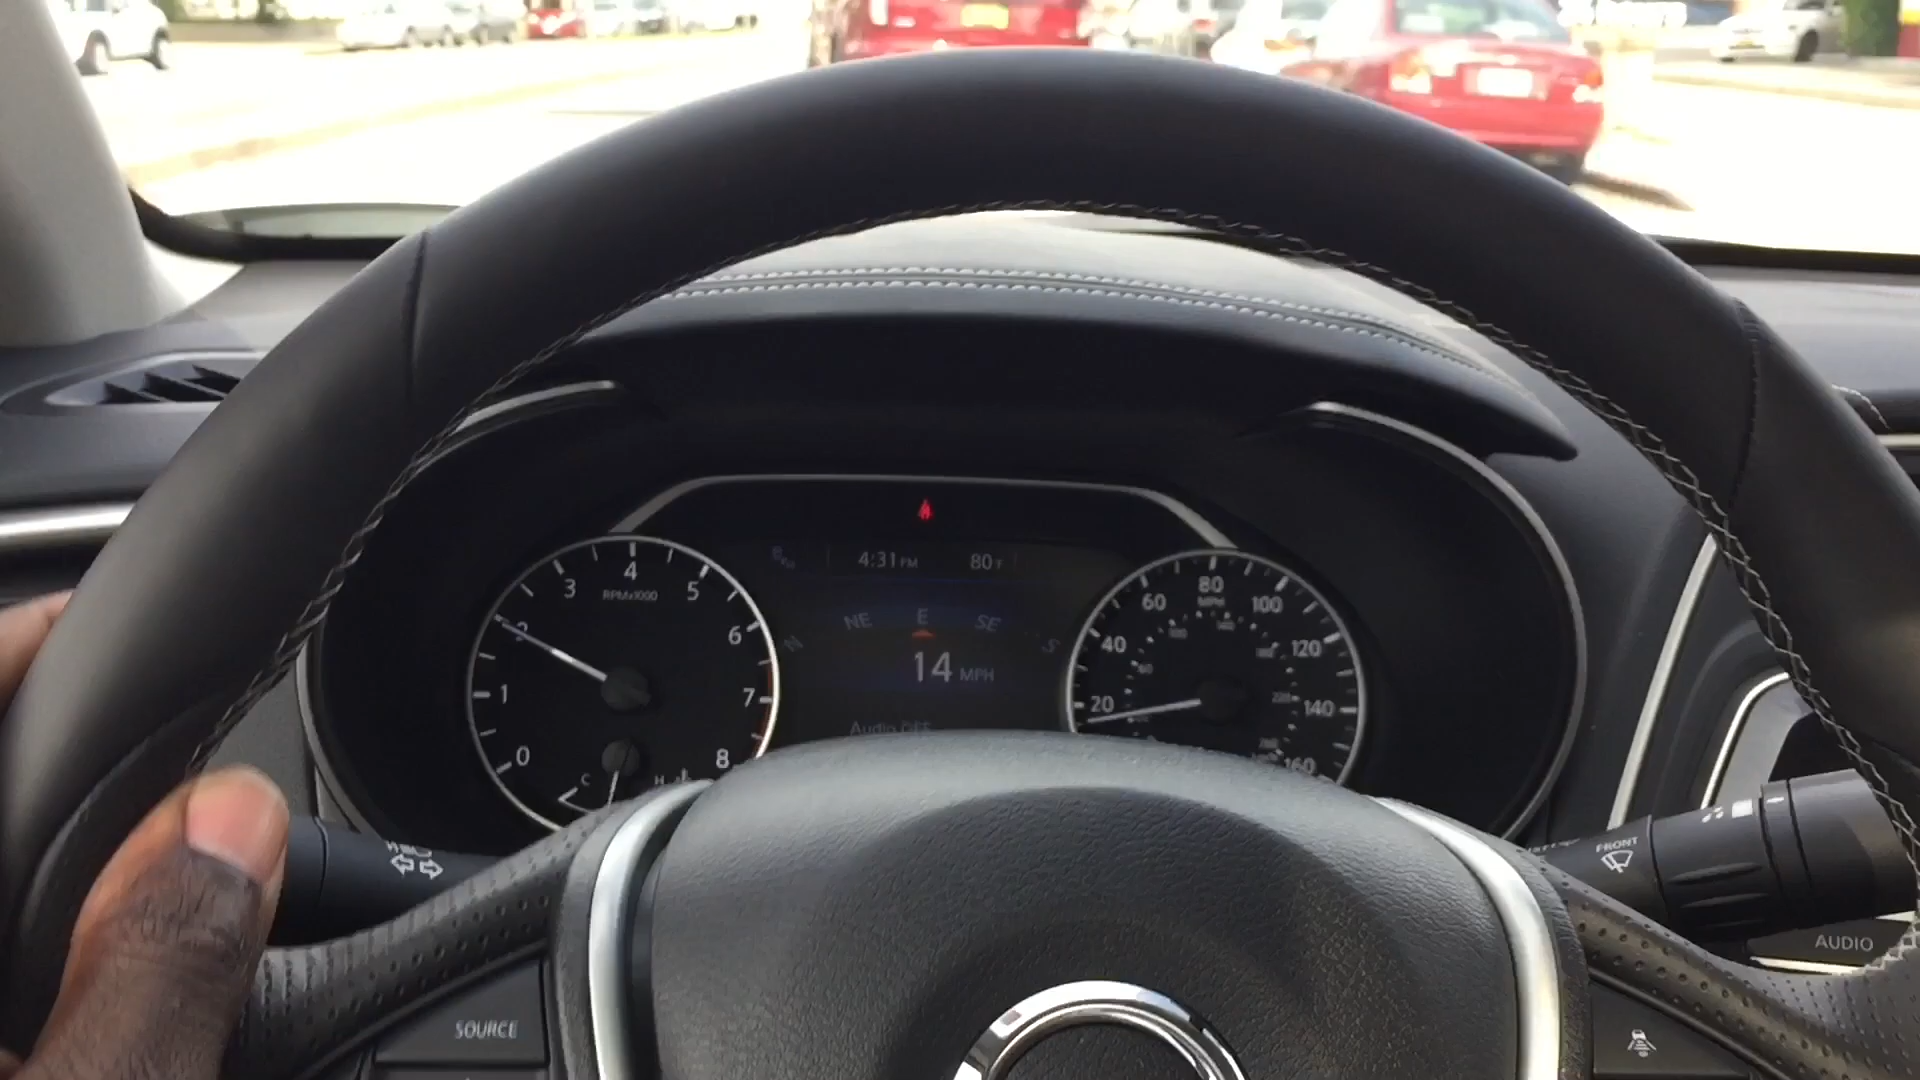 4:31 PM 80°F
N NE E SE S
14 MPH
Audio OFF
0 1 2 3 4 5 6 7 8
RPMx1000
C H
20 40 60 80 100 120 140 160
MPH
FRONT
AUDIO
SOURCE